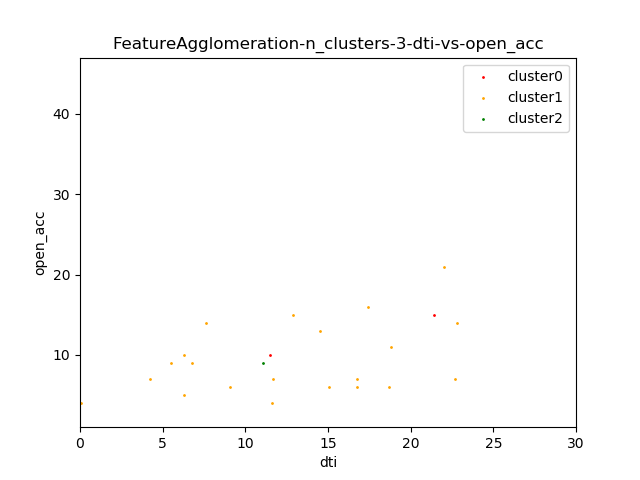 FeatureAgglomeration-n_clusters-3-dti-vs-open_acc
cluster0
cluster1
cluster2
40
30
20
10
open_acc
0 5 10 15 20 25 30
dti